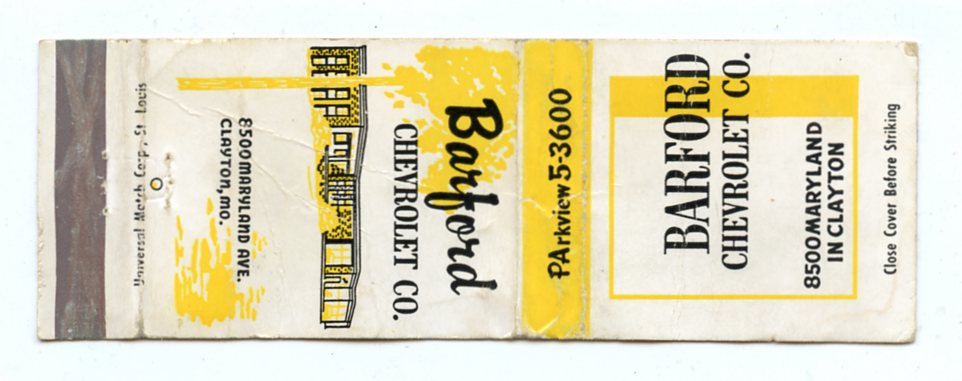 Close Cover Before Striking
BARFORD
CHEVROLET CO.
8500 MARYLAND
IN CLAYTON
PArkview 5-3600
Barford
CHEVROLET CO.
8500 MARYLAND AVE.
CLAYTON, MO.
Universal Match Corp., St. Louis